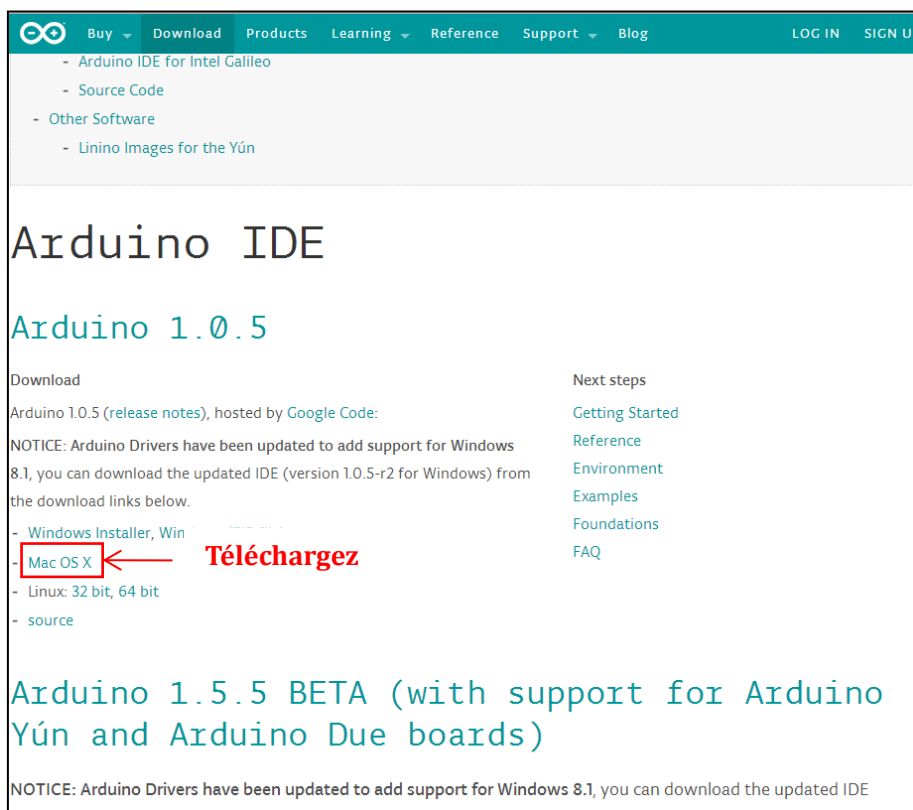 Buy Download Products Learning Reference Support Blog LOG IN SIGN U
- Arduino IDE for Intel Galileo
- Source Code
- Other Software
- Linino Images for the Yún
Arduino IDE
Arduino 1.0.5
Download
Arduino 1.0.5 (release notes), hosted by Google Code:
NOTICE: Arduino Drivers have been updated to add support for Windows
8.1, you can download the updated IDE (version 1.0.5-r2 for Windows) from
the download links below.
- Windows Installer, Win
- Mac OS X
Téléchargez
- Linux: 32 bit, 64 bit
- source
Next steps
Getting Started
Reference
Environment
Examples
Foundations
FAQ
Arduino 1.5.5 BETA (with support for Arduino
Yún and Arduino Due boards)
NOTICE: Arduino Drivers have been updated to add support for Windows 8.1, you can download the updated IDE